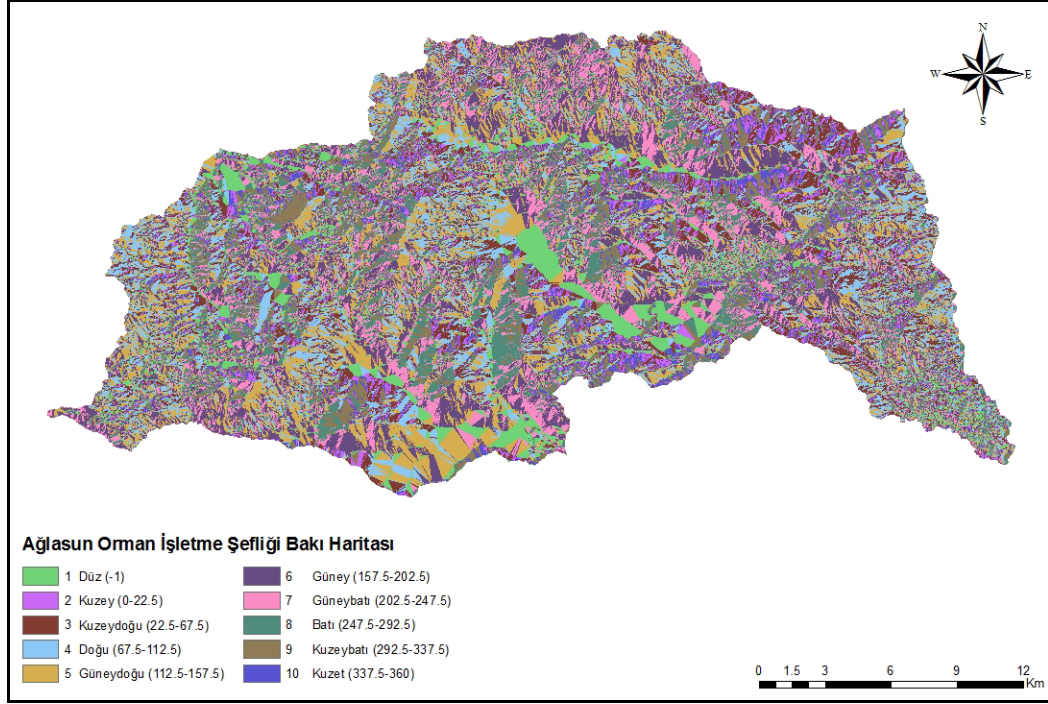 N
W E
S
Ağlasun Orman İşletme Şefliği Bakı Haritası
1 Düz (-1)
2 Kuzey (0-22.5)
3 Kuzeydoğu (22.5-67.5)
4 Doğu (67.5-112.5)
5 Güneydoğu (112.5-157.5)
6 Güney (157.5-202.5)
7 Güneybatı (202.5-247.5)
8 Batı (247.5-292.5)
9 Kuzeybatı (292.5-337.5)
10 Kuzet (337.5-360)
0 1.5 3 6 9 12
Km